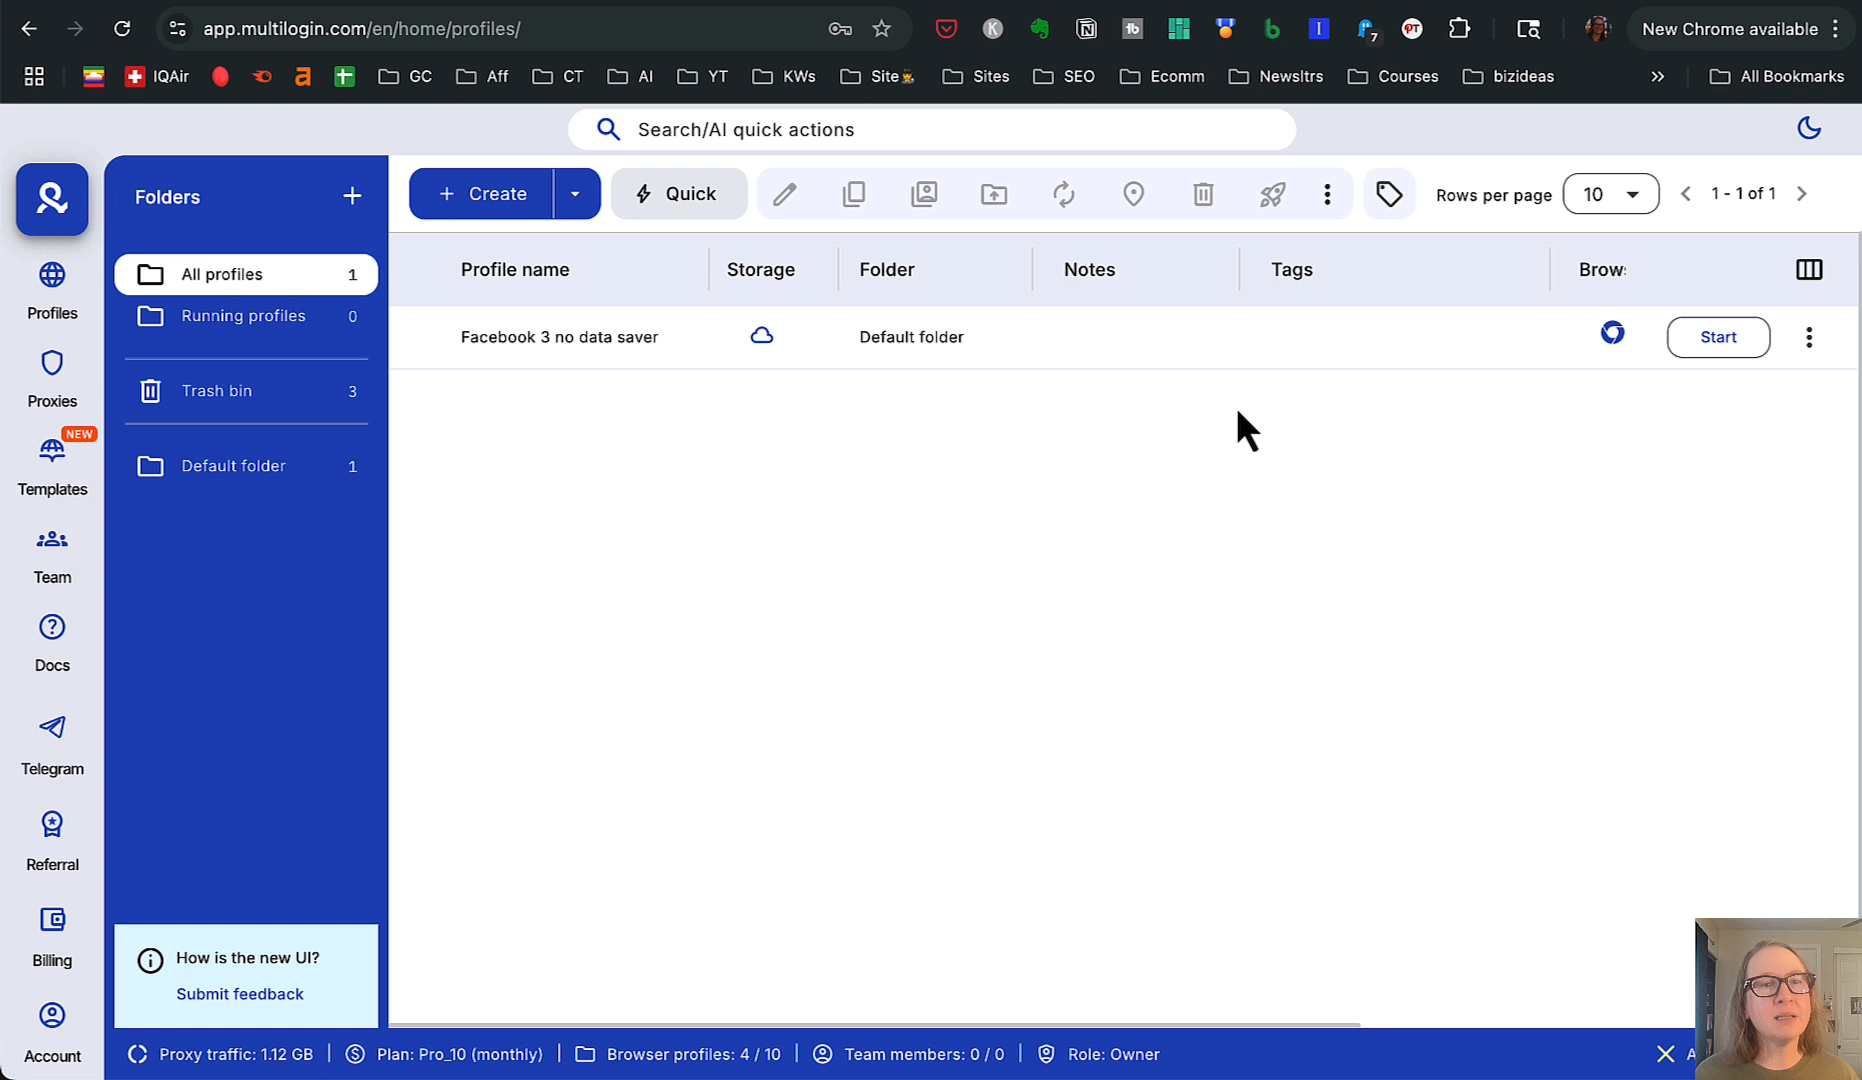 app.multilogin.com/en/home/profiles/
7
New Chrome available
IQAir
GC
Aff
CT
AI
YT
KWs
Site
Sites
SEO
Ecomm
Newsltrs
Courses
bizideas
All Bookmarks
Search/AI quick actions
Folders
Create
Quick
Rows per page
10
1 - 1 of 1
All profiles 1
Running profiles 0
Trash bin 3
Default folder 1
Profile name
Storage
Folder
Notes
Tags
Brow
Facebook 3 no data saver
Default folder
Start
Profiles
Proxies
NEW
Templates
Team
Docs
Telegram
Referral
Billing
Account
How is the new UI?
Submit feedback
Proxy traffic: 1.12 GB
Plan: Pro_10 (monthly)
Browser profiles: 4 / 10
Team members: 0 / 0
Role: Owner